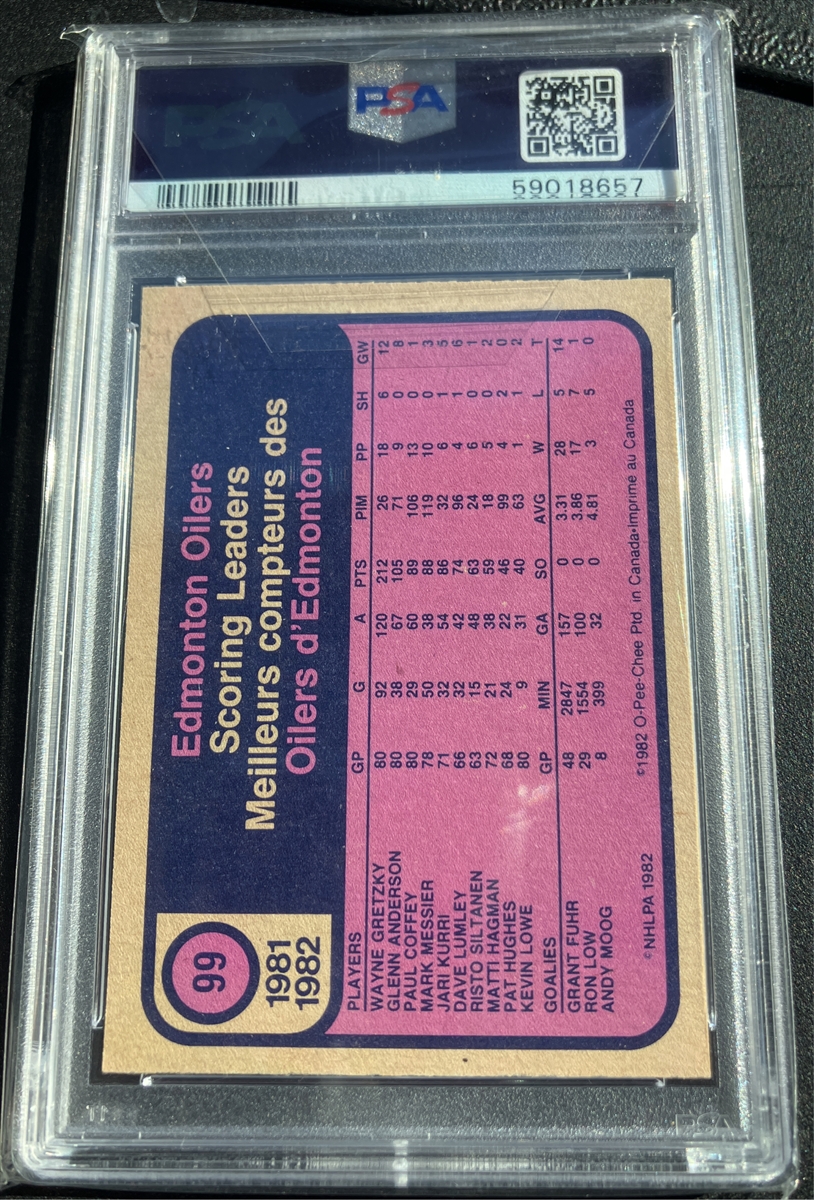 PSA
59018657
99
1981
1982
Edmonton Oilers
Scoring Leaders
Meilleurs compteurs des
Oilers d'Edmonton
PLAYERS GP G A PTS PIM PP SH GW
WAYNE GRETZKY 80 92 120 212 26 18 6 12
GLENN ANDERSON 80 38 67 105 71 9 0 8
PAUL COFFEY 80 29 60 89 106 13 0 1
MARK MESSIER 78 50 38 88 119 10 0 3
JARI KURRI 71 32 54 86 32 6 1 5
DAVE LUMLEY 66 32 42 74 96 4 1 6
RISTO SILTANEN 63 15 48 63 24 6 0 1
MATTI HAGMAN 72 21 38 59 18 5 0 2
PAT HUGHES 68 24 22 46 99 4 2 0
KEVIN LOWE 80 9 31 40 63 1 1 2
GOALIES GP MIN GA SO AVG W L T
GRANT FUHR 48 2847 157 0 3.31 28 5 14
RON LOW 29 1554 100 0 3.86 17 7 1
ANDY MOOG 8 399 32 0 4.81 3 5 0
©NHLPA 1982 ©1982 O-Pee-Chee Ptd. in Canada•Imprime au Canada
PSA